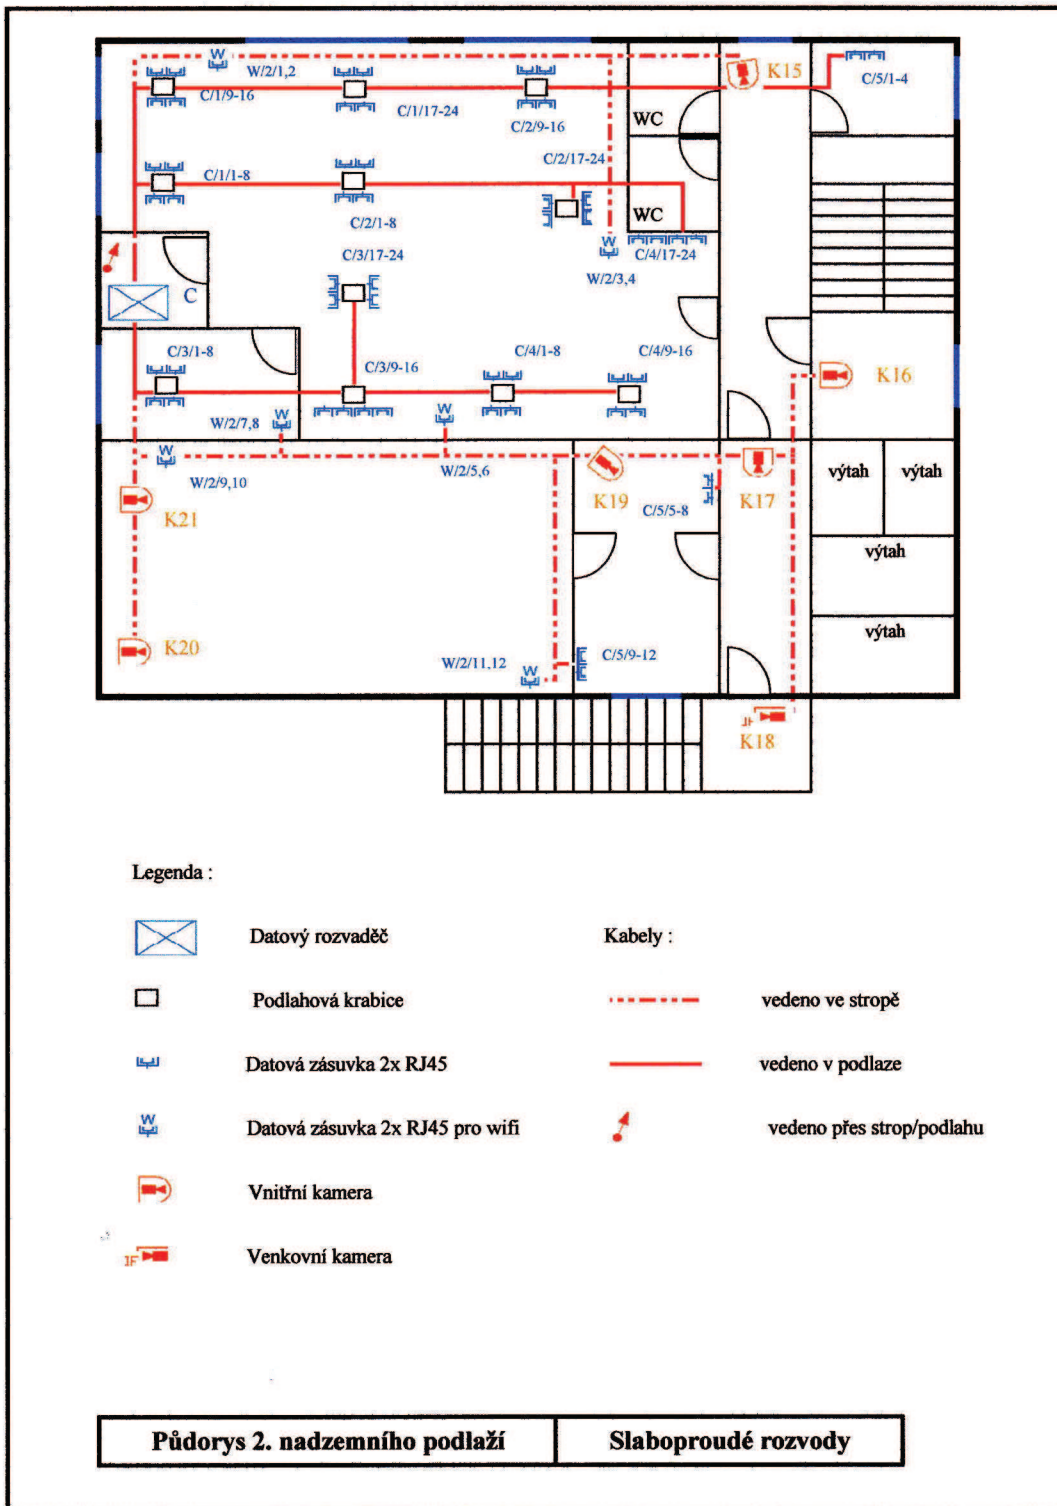 W
W/2/1,2
K15
C/5/1-4
C/1/9-16
C/1/17-24
C/2/9-16
WC
C/2/17-24
C/1/1-8
WC
C/2/1-8
C/3/17-24
W
C/4/17-24
W/2/3,4
C
C/3/1-8
C/3/9-16
C/4/1-8
C/4/9-16
K16
W
W
W/2/7,8
W
W/2/9,10
W/2/5,6
K19
K17
výtah
výtah
C/5/5-8
K21
výtah
K20
W/2/11,12
W
C/5/9-12
výtah
K18
Legenda :
Datový rozvaděč
Kabely :
Podlahová krabice
vedeno ve stropě
Datová zásuvka 2x RJ45
vedeno v podlaze
W
Datová zásuvka 2x RJ45 pro wifi
vedeno přes strop/podlahu
Vnitřní kamera
Venkovní kamera
Půdorys 2. nadzemního podlaží
Slaboproudé rozvody